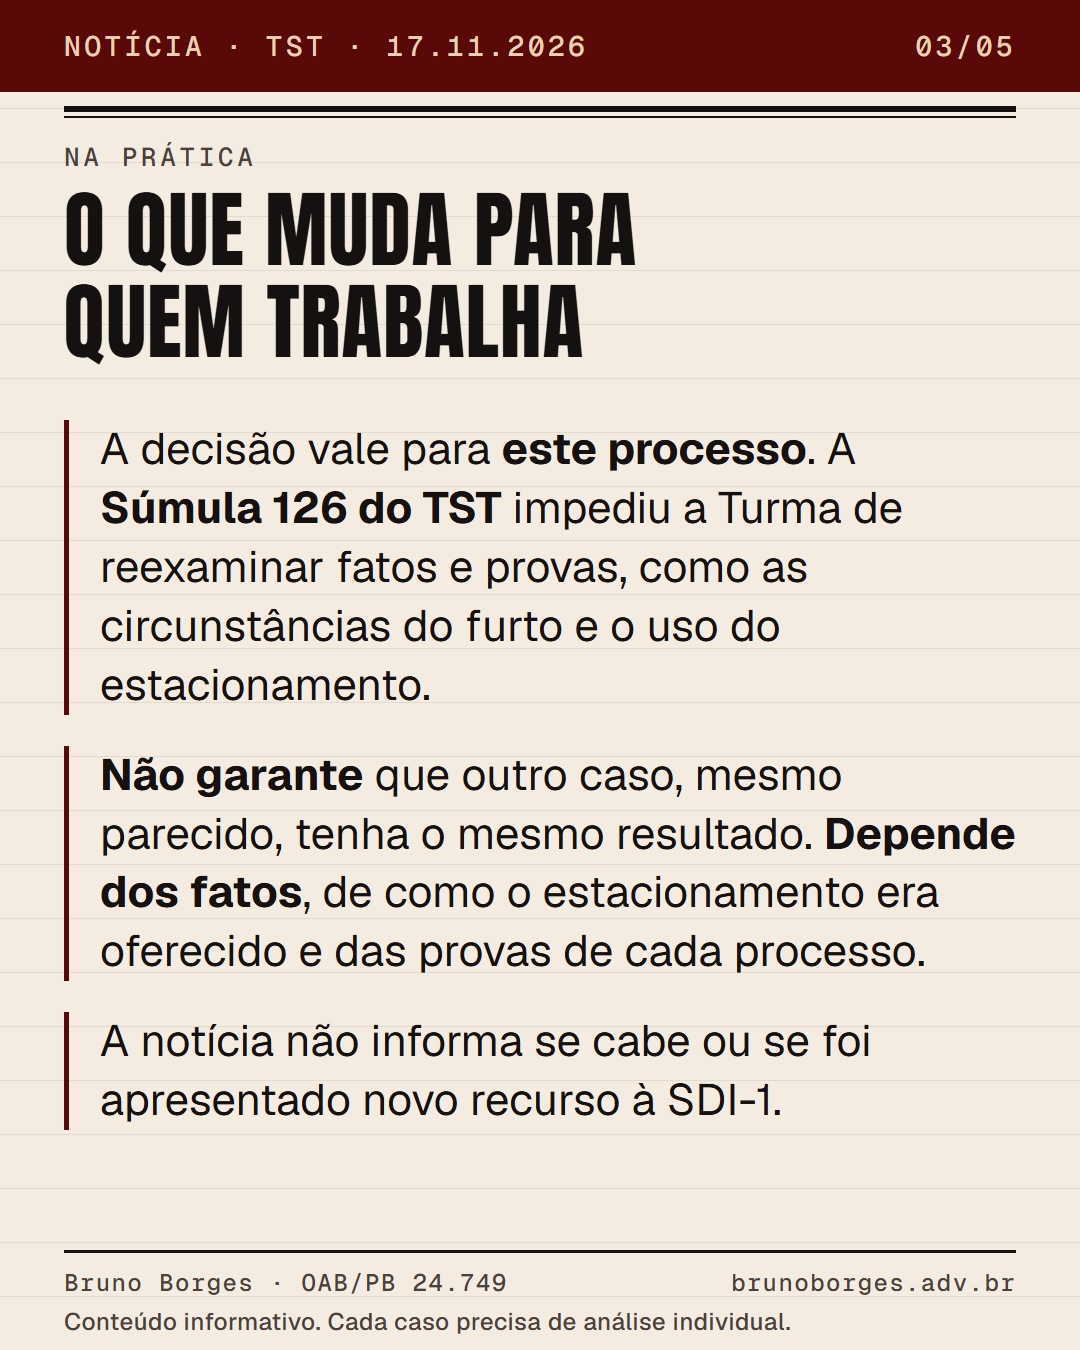 NOTÍCIA · TST · 17.11.2026 03/05
NA PRÁTICA
O QUE MUDA PARA
QUEM TRABALHA
A decisão vale para este processo. A
Súmula 126 do TST impediu a Turma de
reexaminar fatos e provas, como as
circunstâncias do furto e o uso do
estacionamento.
Não garante que outro caso, mesmo
parecido, tenha o mesmo resultado. Depende
dos fatos, de como o estacionamento era
oferecido e das provas de cada processo.
A notícia não informa se cabe ou se foi
apresentado novo recurso à SDI-1.
Bruno Borges · OAB/PB 24.749 brunoborges.adv.br
Conteúdo informativo. Cada caso precisa de análise individual.